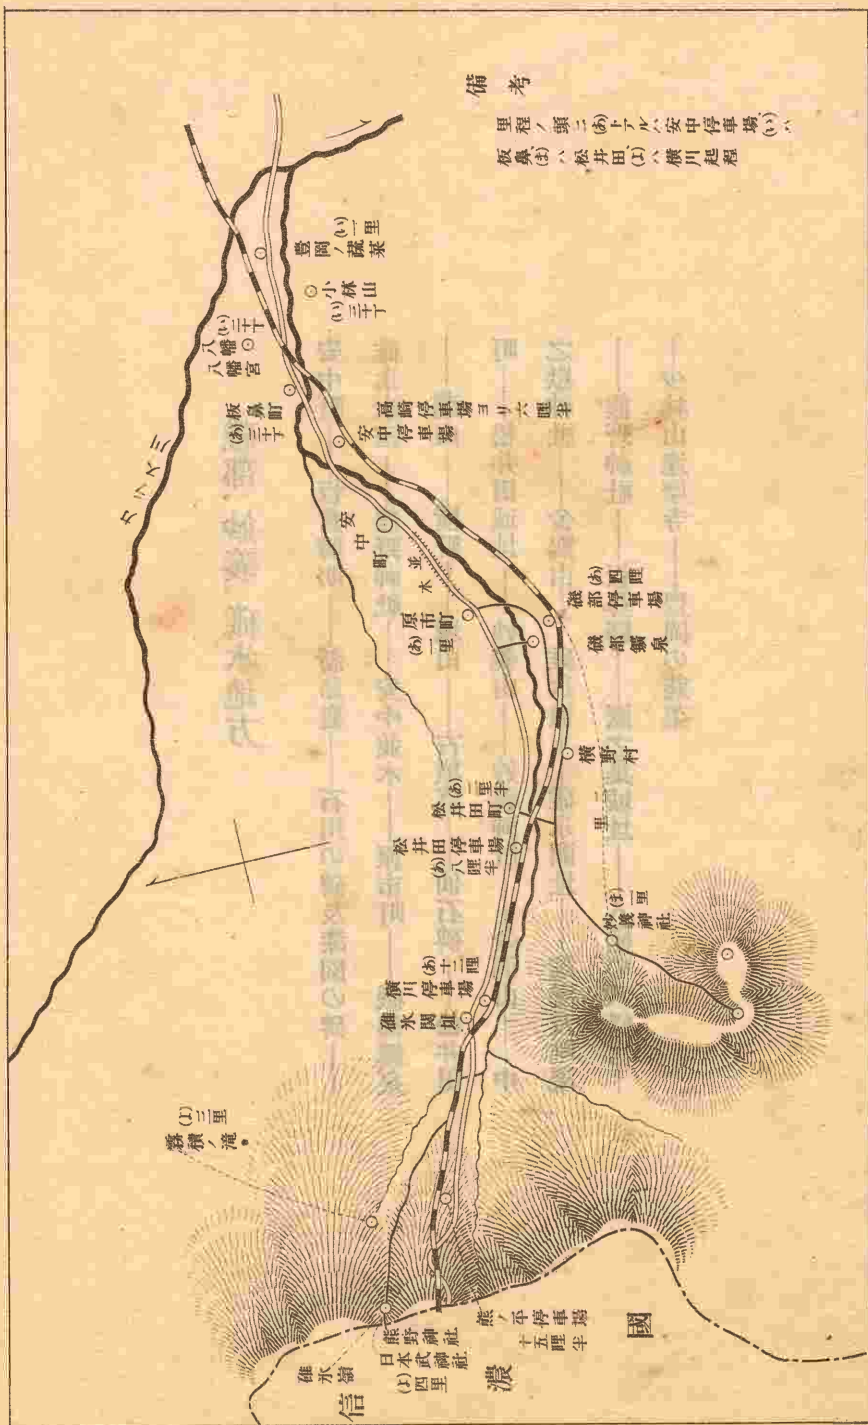 備考
里程ノ頭ニ(あ)トアルハ安中停車場、(い)ハ
板鼻、(ま)ハ松井田、(よ)ハ横川起程
(い)一里
豊岡ノ蔬菜
小林山
(い)三十丁
(い)三十丁
八幡
八幡宮
板鼻町
(あ)三十丁
高崎停車場ヨリ六哩半
安中停車場
カラスミ
安中町
並木
原市町
(あ)一里
(あ)四哩
磯部停車場
磯部鑛泉
横野村
(あ)二里半
松井田町
松井田停車場
(あ)八哩半
二里
(ま)一里
妙義神社
(あ)十二哩
横川停車場
碓氷関址
(よ)三里
霧積ノ滝
熊ノ平停車場
十五哩半
熊野神社
日本武神社
(よ)四里
碓氷嶺
信濃國